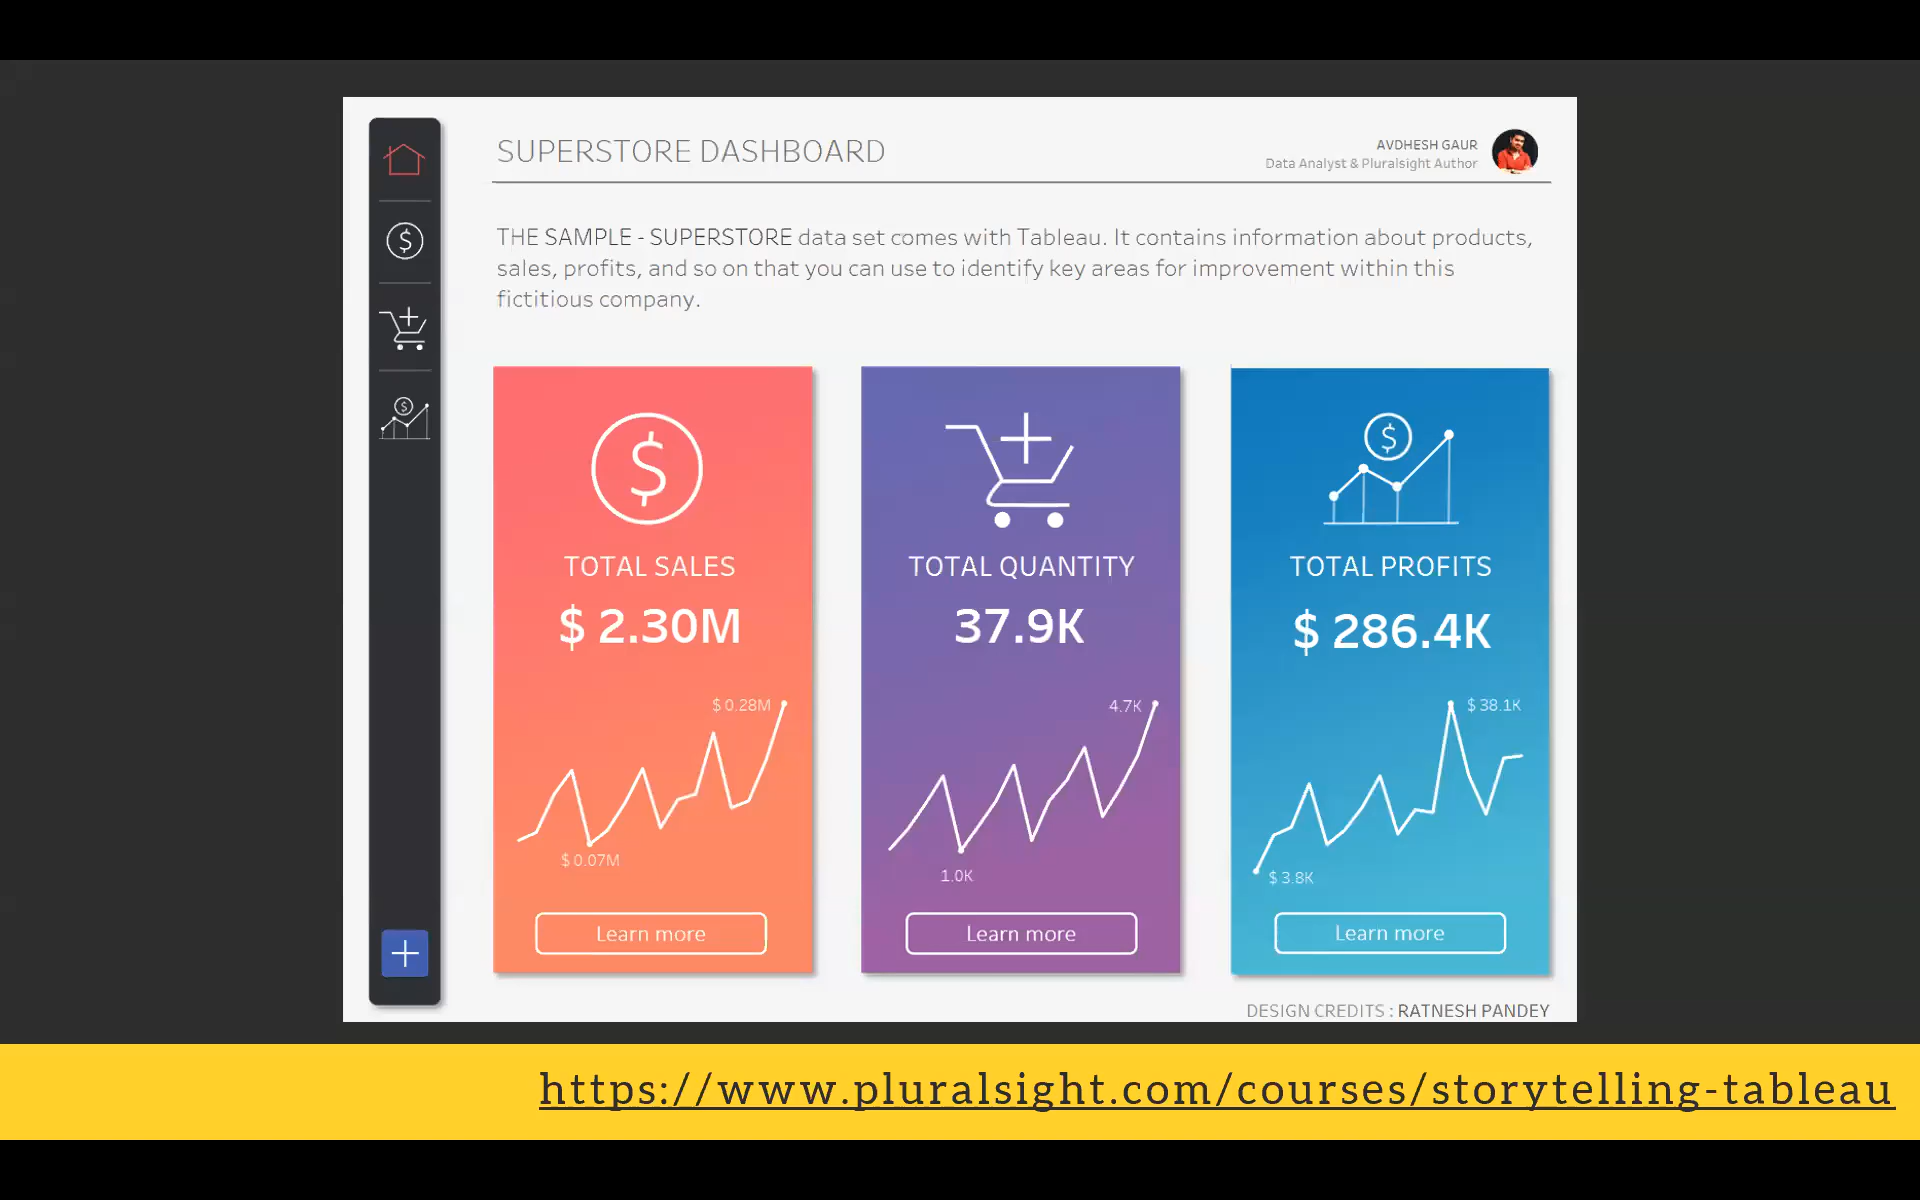 SUPERSTORE DASHBOARD
AVDHESH GAUR
Data Analyst & Pluralsight Author
THE SAMPLE - SUPERSTORE data set comes with Tableau. It contains information about products,
sales, profits, and so on that you can use to identify key areas for improvement within this
fictitious company.
$
TOTAL SALES
$ 2.30M
$ 0.28M
$ 0.07M
Learn more
TOTAL QUANTITY
37.9K
4.7K
1.0K
Learn more
$
TOTAL PROFITS
$ 286.4K
$ 38.1K
$ 3.8K
Learn more
DESIGN CREDITS : RATNESH PANDEY
https://www.pluralsight.com/courses/storytelling-tableau